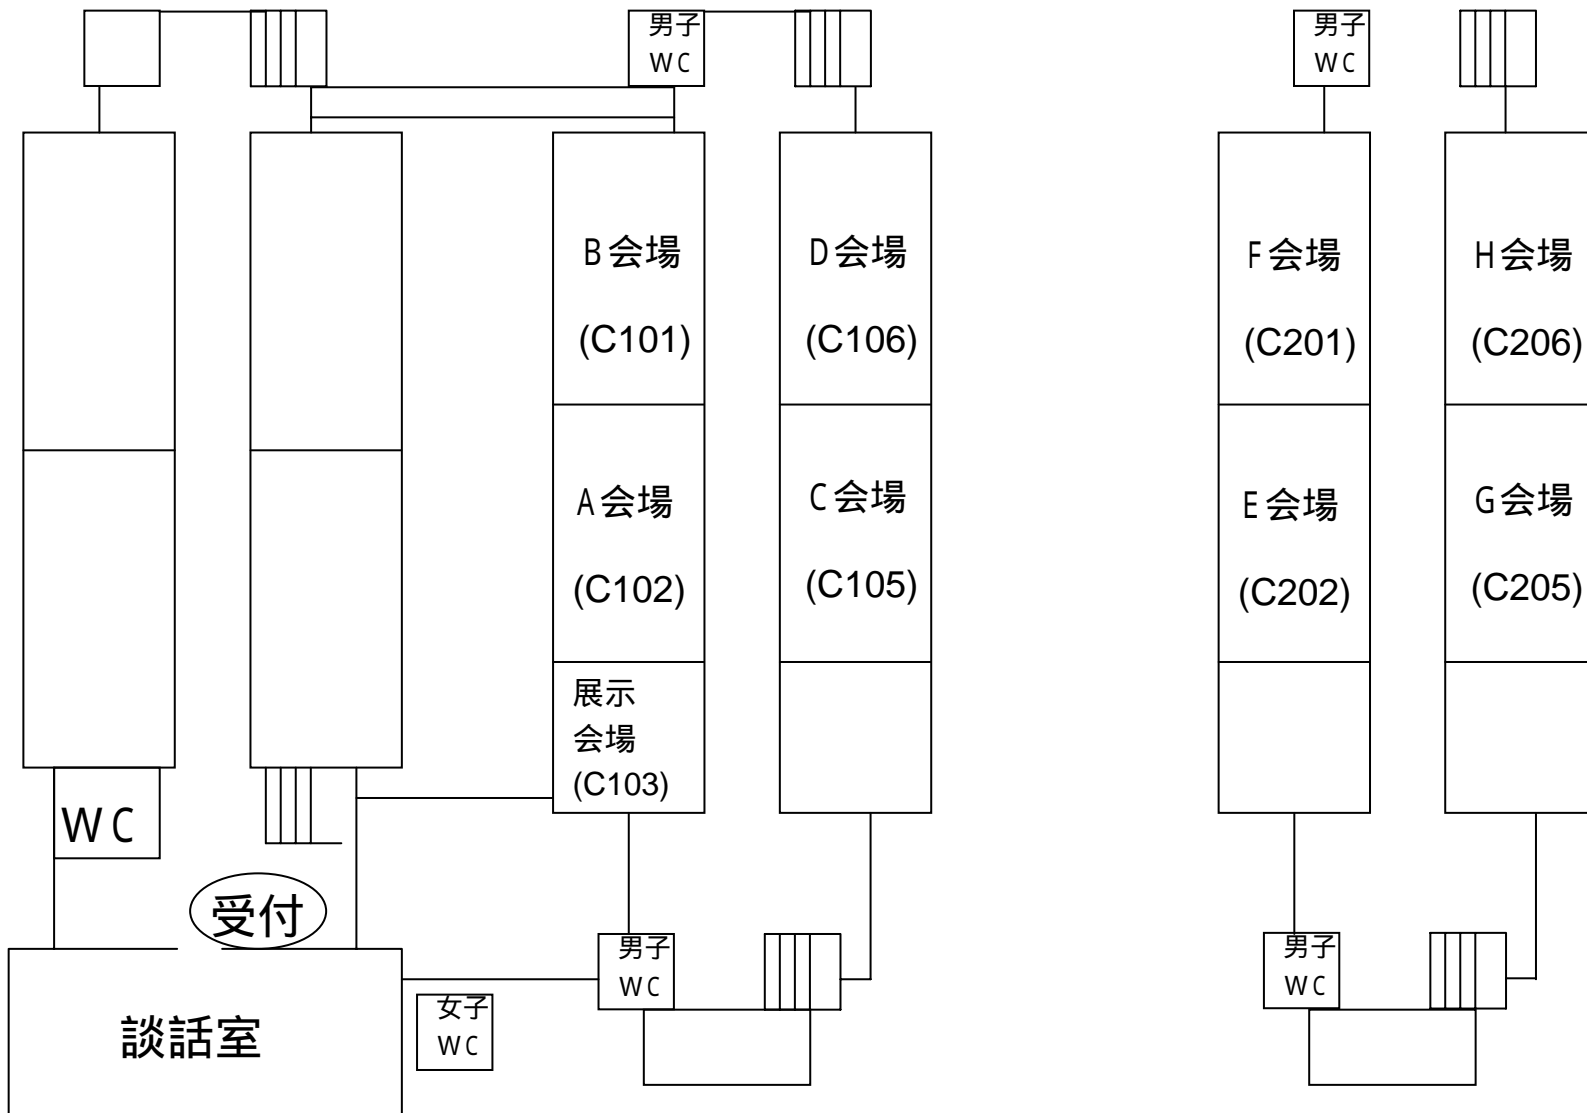 男子
WC
男子
WC
B会場
(C101)
D会場
(C106)
F会場
(C201)
H会場
(C206)
A会場
(C102)
C会場
(C105)
E会場
(C202)
G会場
(C205)
展示
会場
(C103)
WC
受付
男子
WC
男子
WC
女子
WC
談話室